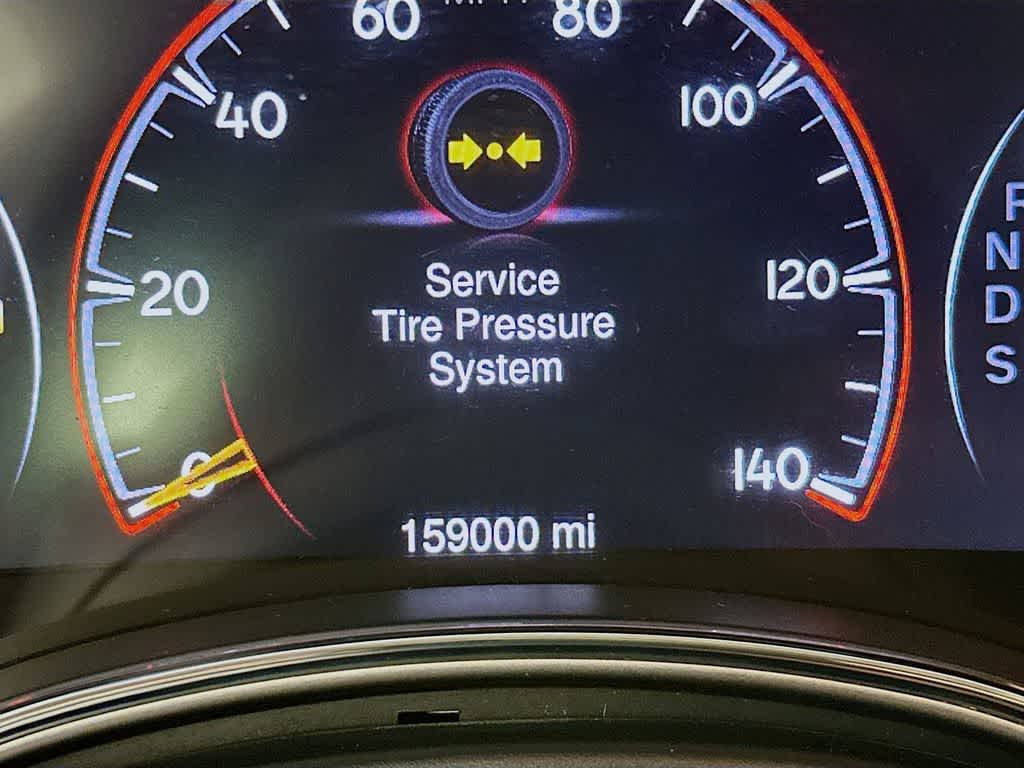 60
80
40
100
20
120
Service
Tire Pressure
System
0
140
159000 mi
N
D
S